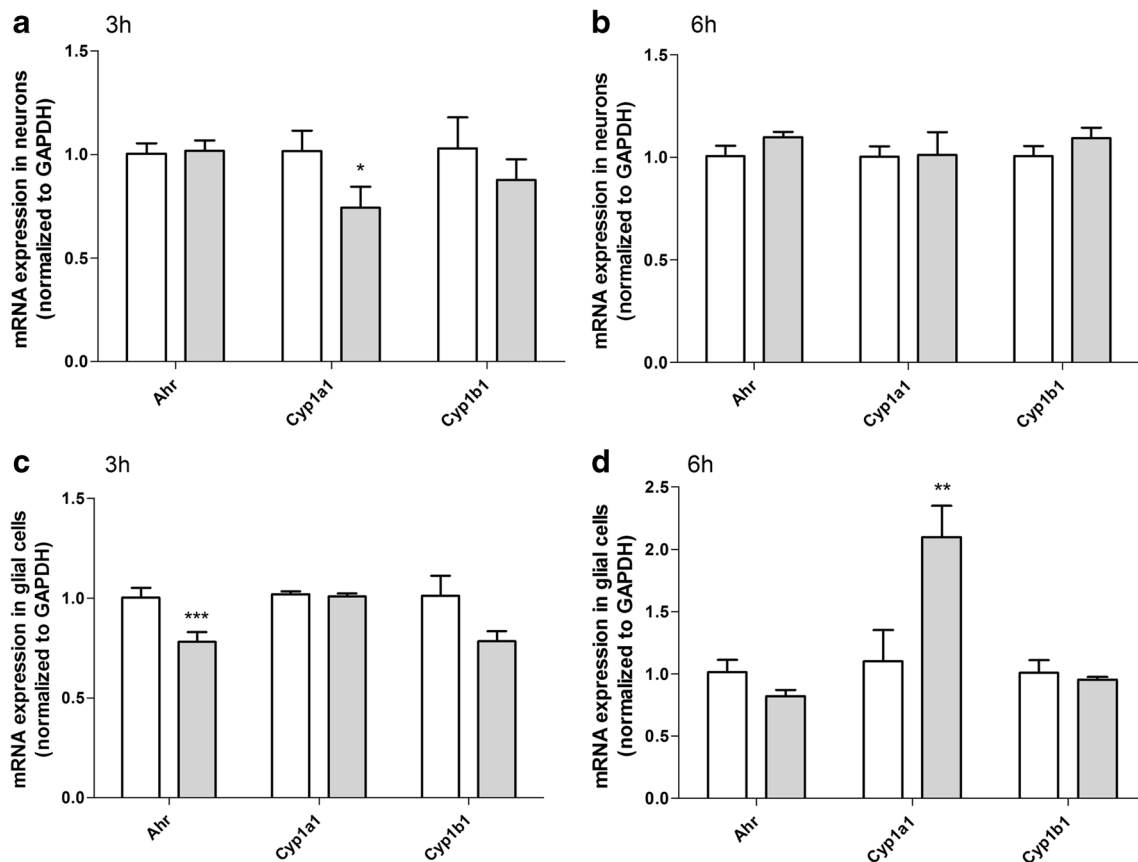 a 3h
mRNA expression in neurons
(normalized to GAPDH)
1.5
1.0
0.5
0.0
*
Ahr
Cyp1a1
Cyp1b1
b 6h
mRNA expression in neurons
(normalized to GAPDH)
1.5
1.0
0.5
0.0
Ahr
Cyp1a1
Cyp1b1
c 3h
mRNA expression in glial cells
(normalized to GAPDH)
1.5
1.0
0.5
0.0
***
Ahr
Cyp1a1
Cyp1b1
d 6h
mRNA expression in glial cells
(normalized to GAPDH)
2.5
2.0
1.5
1.0
0.5
0.0
**
Ahr
Cyp1a1
Cyp1b1